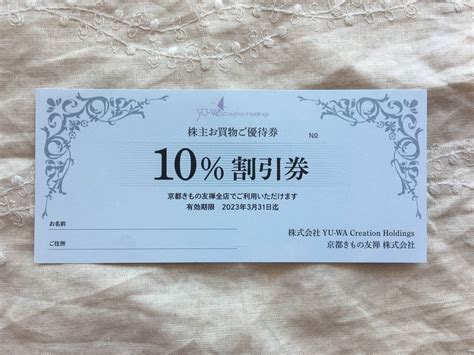 YU-WA Creation Holdings
株主お買物ご優待券
No
10% 割引券
京都きもの友禅全店でご利用いただけます
有効期限 2023年3月31日迄
お名前
ご住所
株式会社 YU-WA Creation Holdings
京都きもの友禅 株式会社